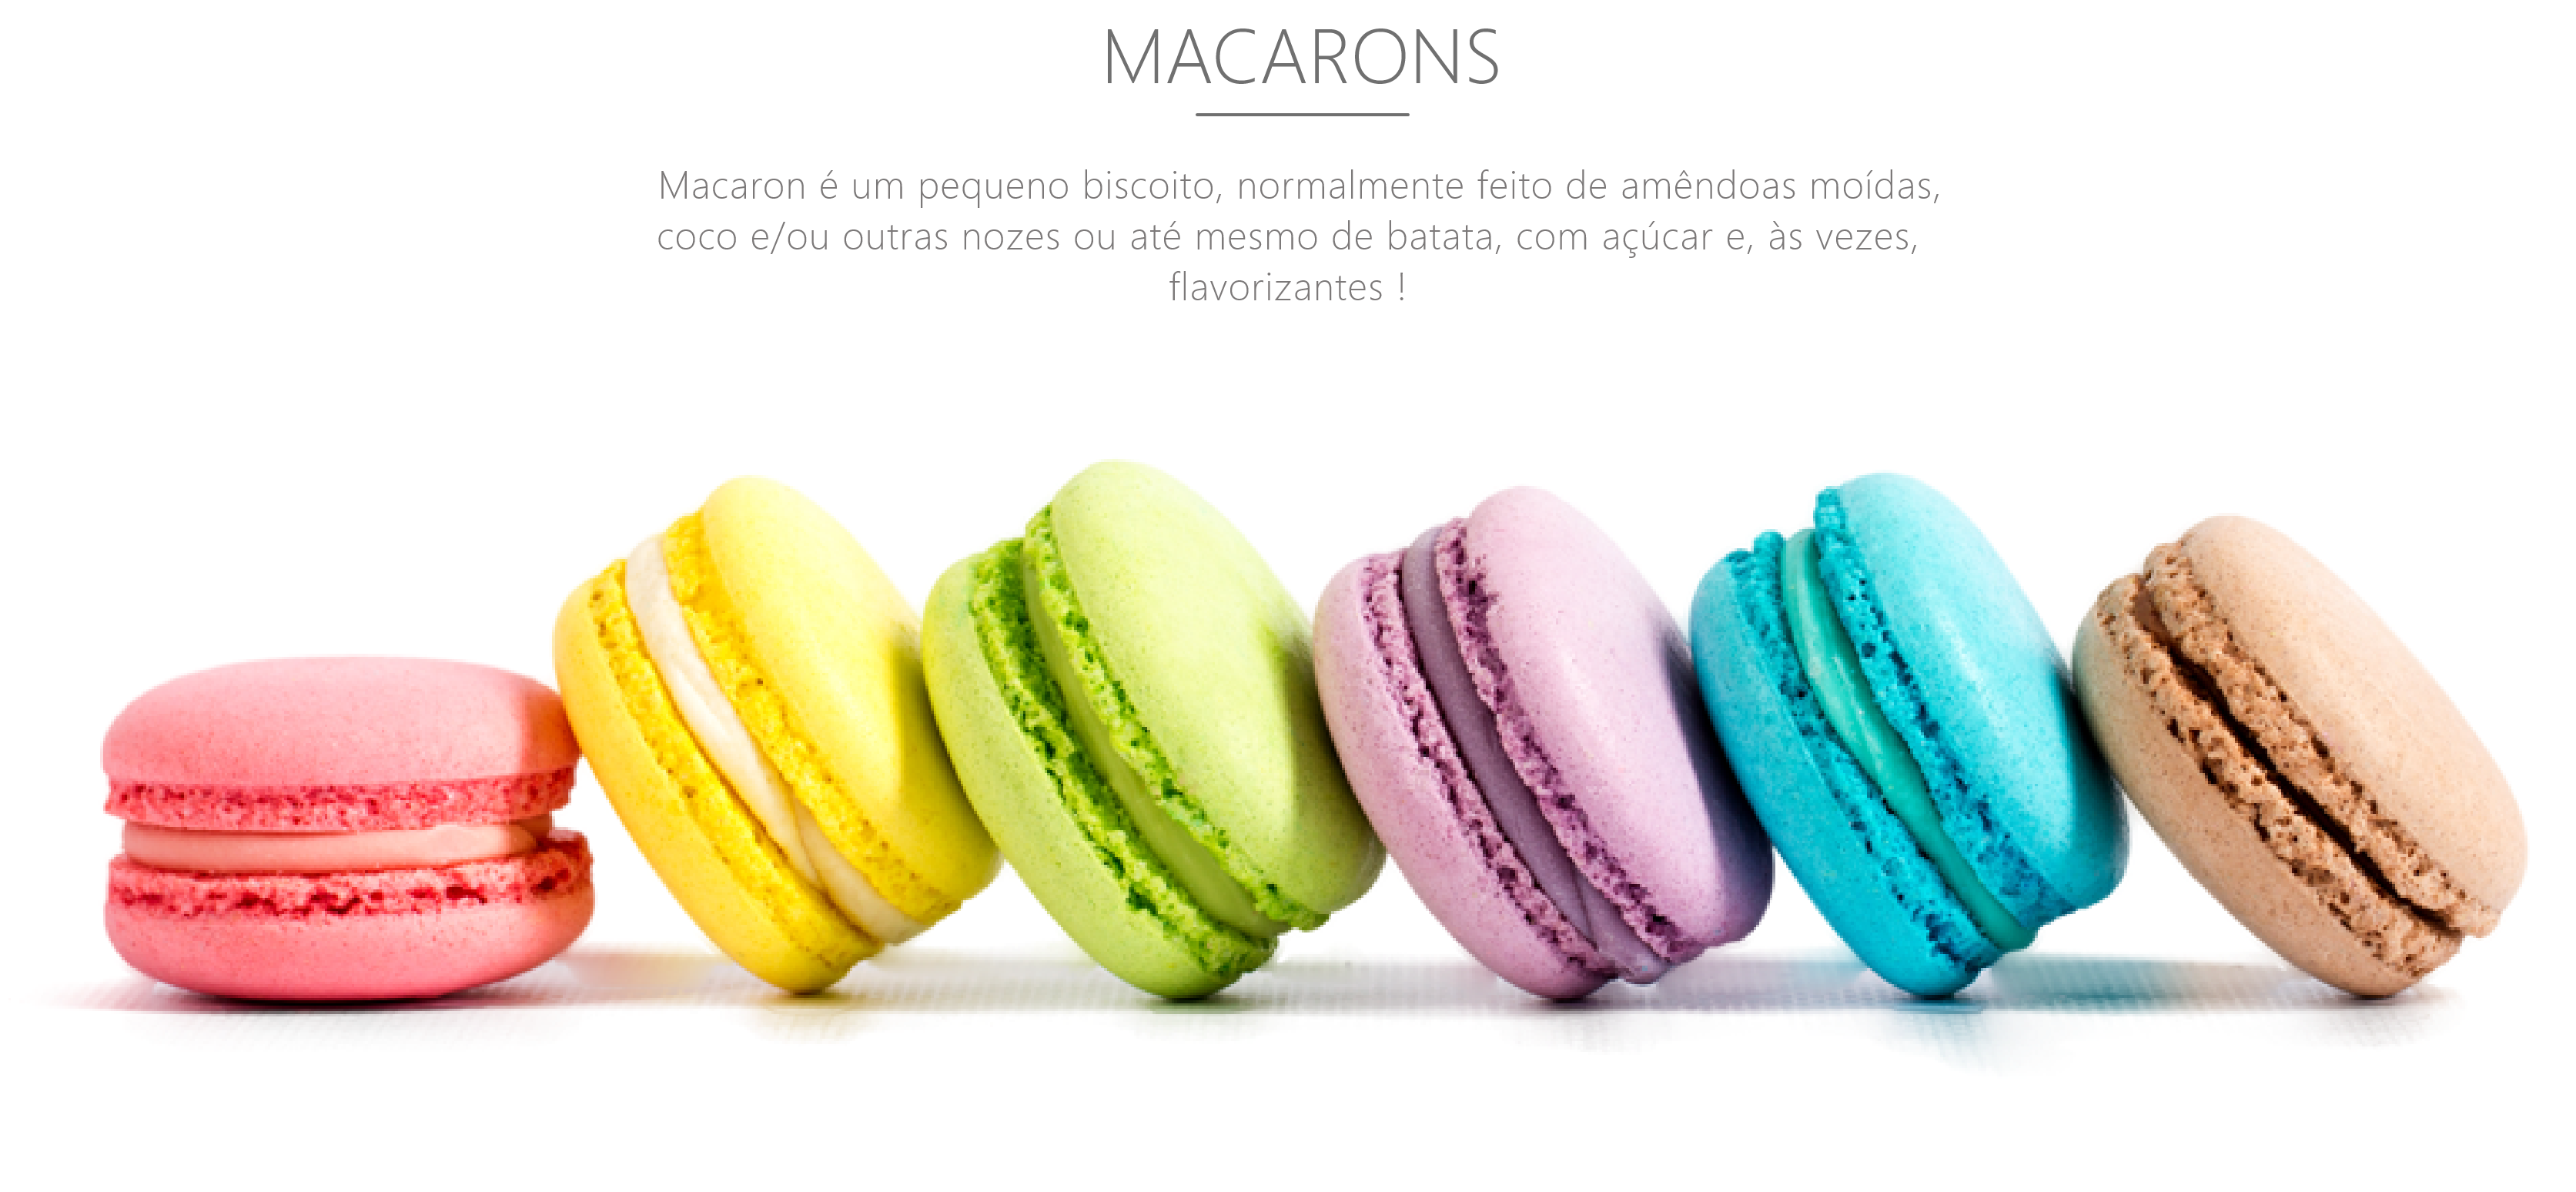 MACARONS
Macaron é um pequeno biscoito, normalmente feito de amêndoas moídas,
coco e/ou outras nozes ou até mesmo de batata, com açúcar e, às vezes,
flavorizantes !